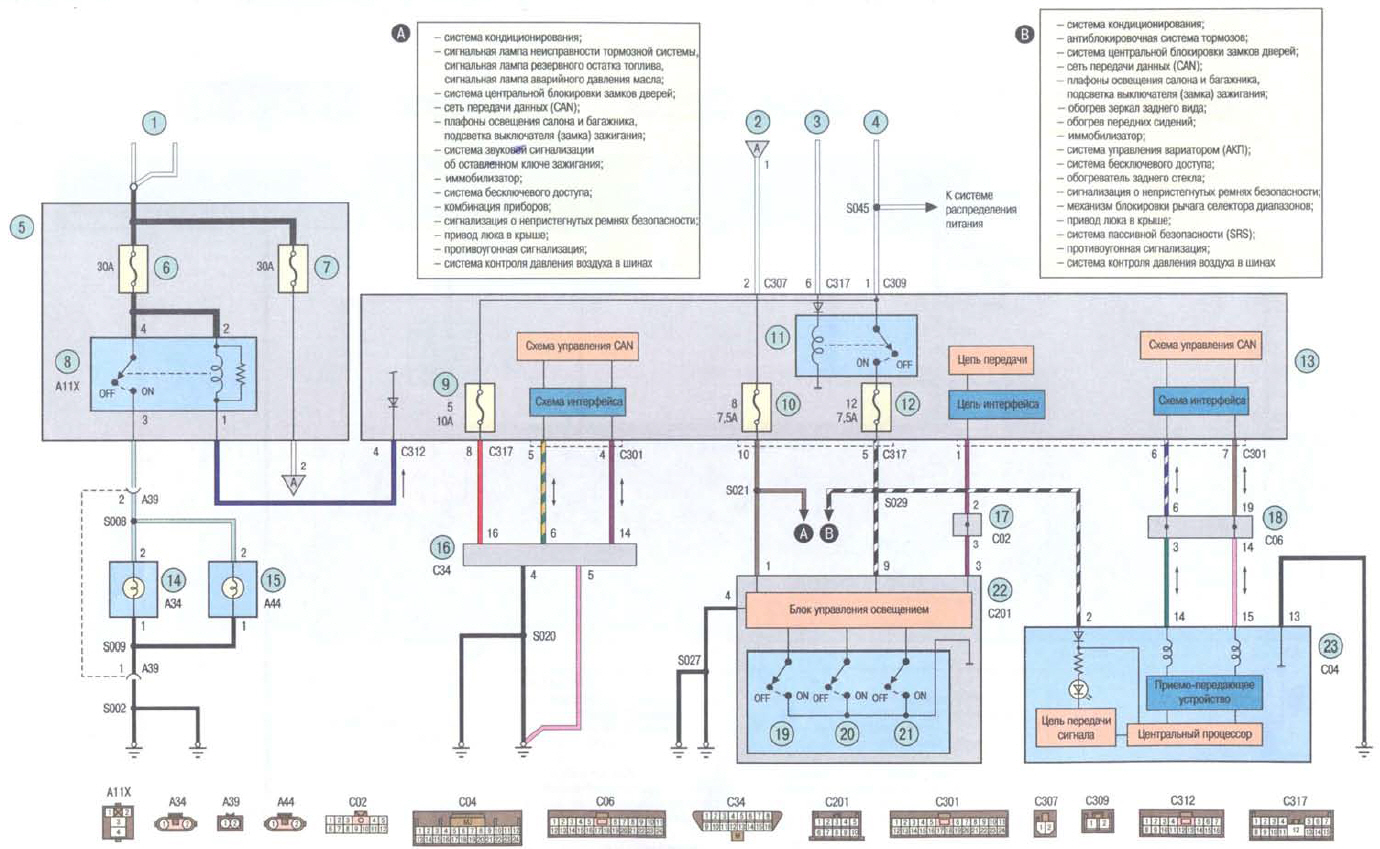 A
– система кондиционирования;
– сигнальная лампа неисправности тормозной системы,
сигнальная лампа резервного остатка топлива,
сигнальная лампа аварийного давления масла;
– система центральной блокировки замков дверей;
– сеть передачи данных (CAN);
– плафоны освещения салона и багажника,
подсветка выключателя (замка) зажигания;
– система звуковой сигнализации
об оставленном ключе зажигания;
– иммобилизатор;
– система бесключевого доступа;
– комбинация приборов;
– сигнализация о непристегнутых ремнях безопасности;
– привод люка в крыше;
– противоугонная сигнализация;
– система контроля давления воздуха в шинах
B
– система кондиционирования;
– антиблокировочная система тормозов;
– система центральной блокировки замков дверей;
– сеть передачи данных (CAN);
– плафоны освещения салона и багажника,
подсветка выключателя (замка) зажигания;
– обогрев зеркал заднего вида;
– обогрев передних сидений;
– иммобилизатор;
– система управления вариатором (АКП);
– система бесключевого доступа;
– обогреватель заднего стекла;
– сигнализация о непристегнутых ремнях безопасности;
– механизм блокировки рычага селектора диапазонов;
– привод люка в крыше;
– система пассивной безопасности (SRS);
– противоугонная сигнализация;
– система контроля давления воздуха в шинах
1
2
3
4
A
1
S045
К системе
распределения
питания
5
30A
6
30A
7
2 C307
6 C317
1 C309
4
2
8
A11X
OFF
ON
3
1
2
A
Схема управления CAN
Схема интерфейса
9
5
10A
11
ON
OFF
8
7,5A
10
12
7,5A
12
Цепь передачи
Цепь интерфейса
Схема управления CAN
Схема интерфейса
13
4 C312
8 C317
5
4 C301
10
5 C317
1
6
7 C301
2 A39
S008
2
2
14
A34
15
A44
1
1
S009
1 A39
S002
16
C34
16
6
14
4
5
S020
S021
A
B
S029
2
17
C02
3
6
19
18
C06
3
14
1
9
3
22
C201
4
Блок управления освещением
S027
OFF
ON
OFF
ON
OFF
ON
19
20
21
2
14
15
13
23
C04
Приемо-передающее
устройство
Цепь передачи
сигнала
Центральный процессор
A11X
A34
A39
A44
C02
C04
C06
C34
C201
C301
C307
C309
C312
C317